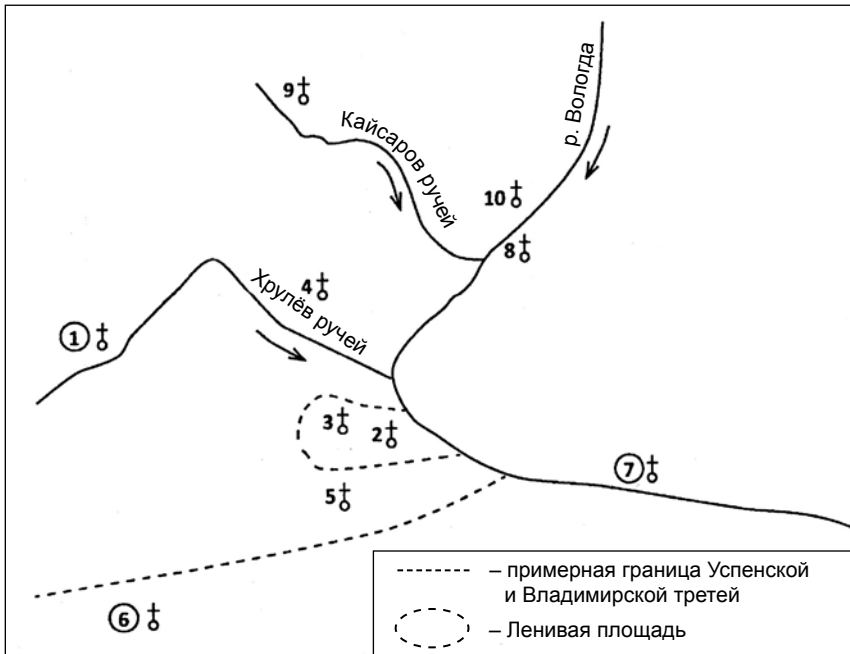 р. Вологда
9
Кайсаров ручей
10
8
4
Хрулёв ручей
1
3
2
7
5
6
– примерная граница Успенской
и Владимирской третей
– Ленивая площадь